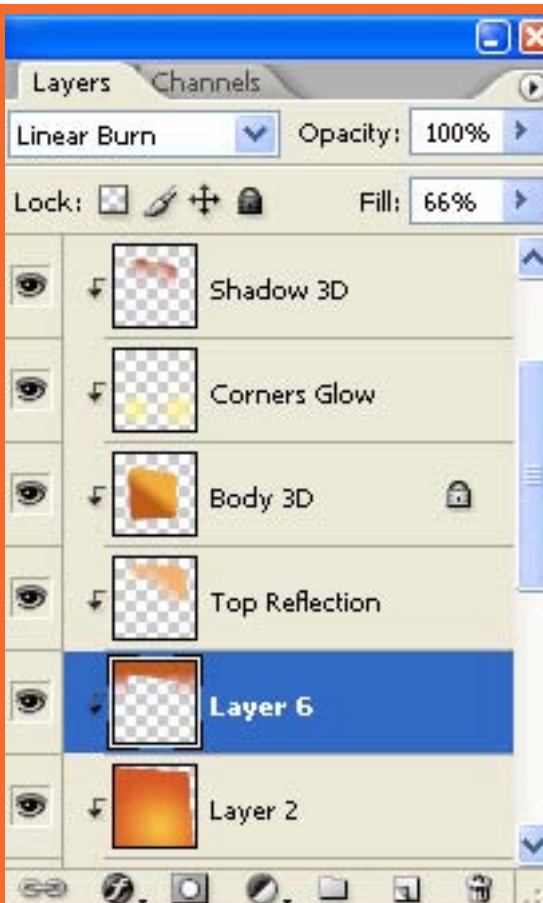 Layers Channels
Linear Burn Opacity: 100%
Lock: Fill: 66%
Shadow 3D
Corners Glow
Body 3D
Top Reflection
Layer 6
Layer 2